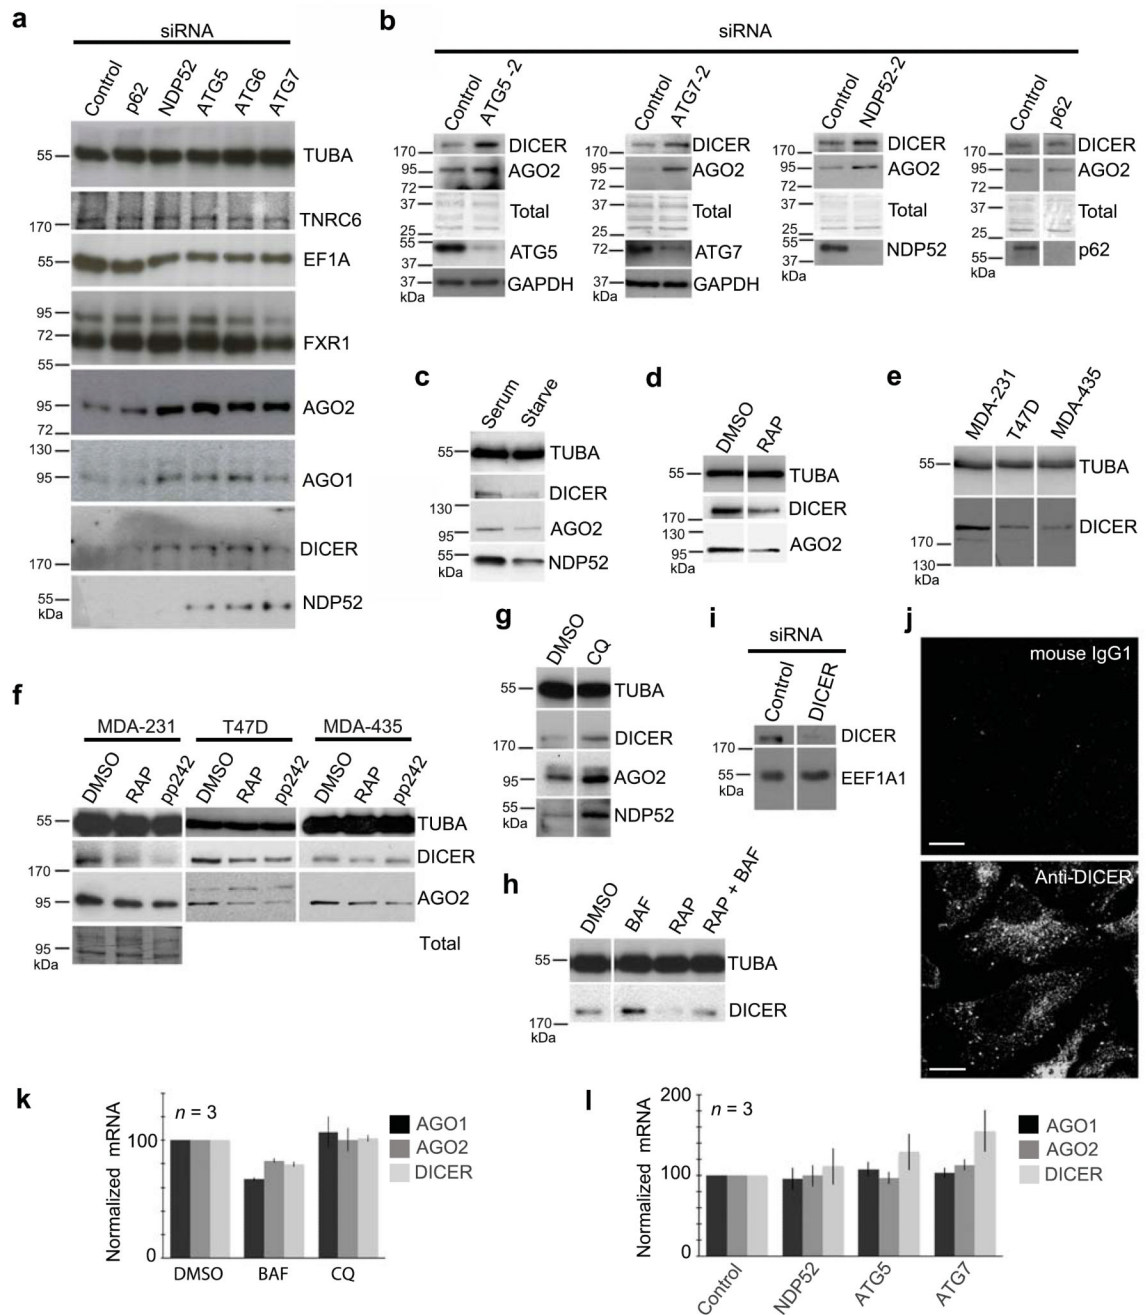 a
siRNA
Control p62 NDP52 ATG5 ATG6 ATG7
55 TUBA
170 TNRC6
55 EF1A
95
72 FXR1
55
95 AGO2
72
130
95 AGO1
DICER
170
55 NDP52
kDa
b
siRNA
Control ATG5-2 Control ATG7-2 Control NDP52-2 Control p62
170 DICER 170 DICER 170 DICER 170 DICER
95 AGO2 95 AGO2 95 AGO2 95 AGO2
72 72 72 72
37 Total 37 Total 37 Total 37 Total
25 25 25 25
55 ATG5 72 ATG7 55 NDP52 55 p62
37 37
37 GAPDH 37 GAPDH
kDa kDa kDa kDa
c
Serum Starve
55 TUBA
DICER
130
95 AGO2
55 NDP52
kDa
d
DMSO RAP
55 TUBA
DICER
170
130
95 AGO2
kDa
e
MDA-231 T47D MDA-435
55 TUBA
DICER
170
130
kDa
f
MDA-231 T47D MDA-435
DMSO RAP pp242 DMSO RAP pp242 DMSO RAP pp242
55 TUBA
DICER
170
95 AGO2
95 Total
kDa
g
DMSO CQ
55 TUBA
DICER
170
95 AGO2
55 NDP52
kDa
h
DMSO BAF RAP RAP + BAF
55 TUBA
DICER
170
kDa
i
siRNA
Control DICER
DICER
170
55 EEF1A1
kDa
j
mouse IgG1
Anti-DICER
k
Normalized mRNA
100
0
n = 3
AGO1
AGO2
DICER
DMSO BAF CQ
l
Normalized mRNA
200
100
0
n = 3
AGO1
AGO2
DICER
Control NDP52 ATG5 ATG7